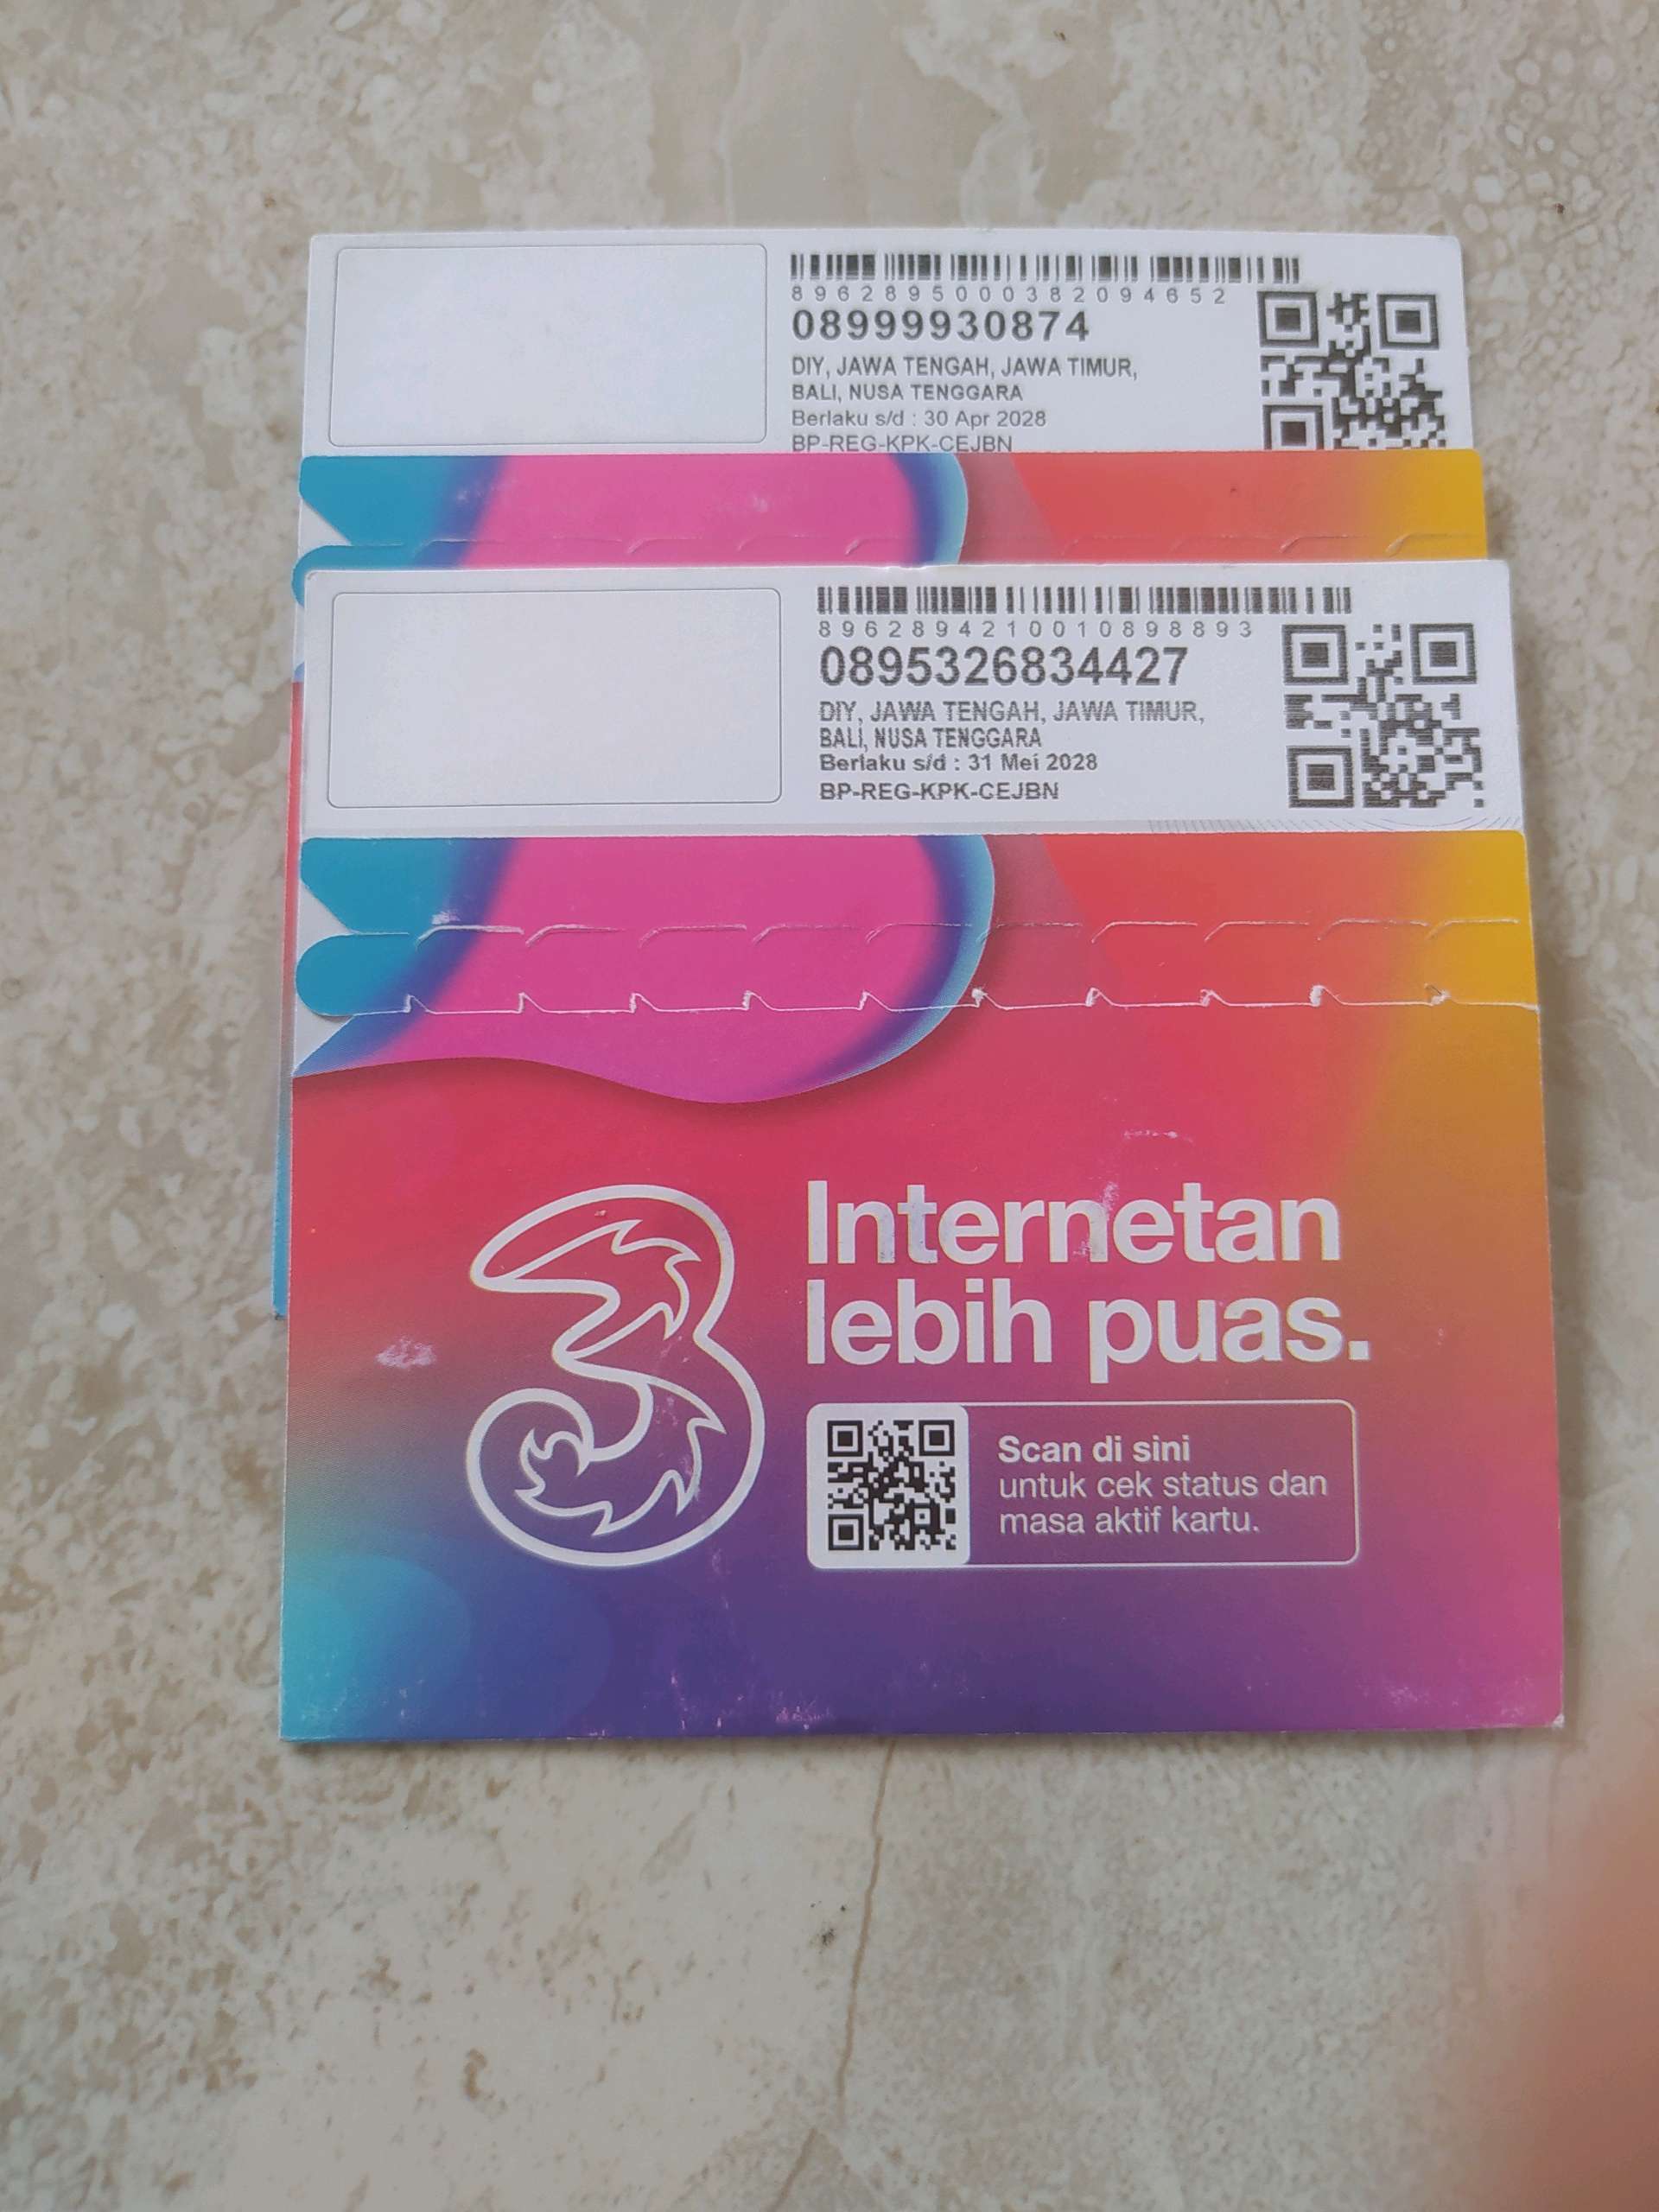 8962895000382094652
08999930874
DIY, JAWA TENGAH, JAWA TIMUR,
BALI, NUSA TENGGARA
Berlaku s/d : 30 Apr 2028
BP-REG-KPK-CEJBN
8962894210010898893
0895326834427
DIY, JAWA TENGAH, JAWA TIMUR,
BALI, NUSA TENGGARA
Berlaku s/d : 31 Mei 2028
BP-REG-KPK-CEJBN
3
Internetan
lebih puas.
Scan di sini
untuk cek status dan
masa aktif kartu.